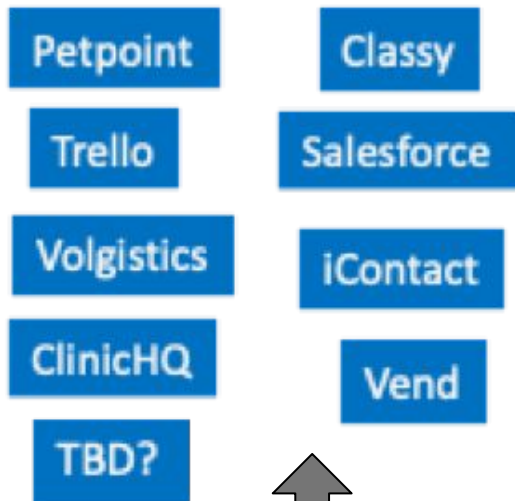 Petpoint
Classy
Trello
Salesforce
Volgistics
iContact
ClinicHQ
Vend
TBD?